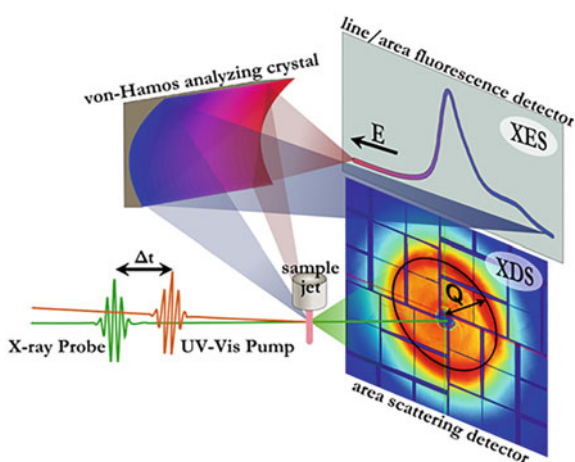 von-Hamos analyzing crystal
line/area fluorescence detector
E
XES
Δt
sample
jet
XDS
Q
X-ray Probe
UV-Vis Pump
area scattering detector